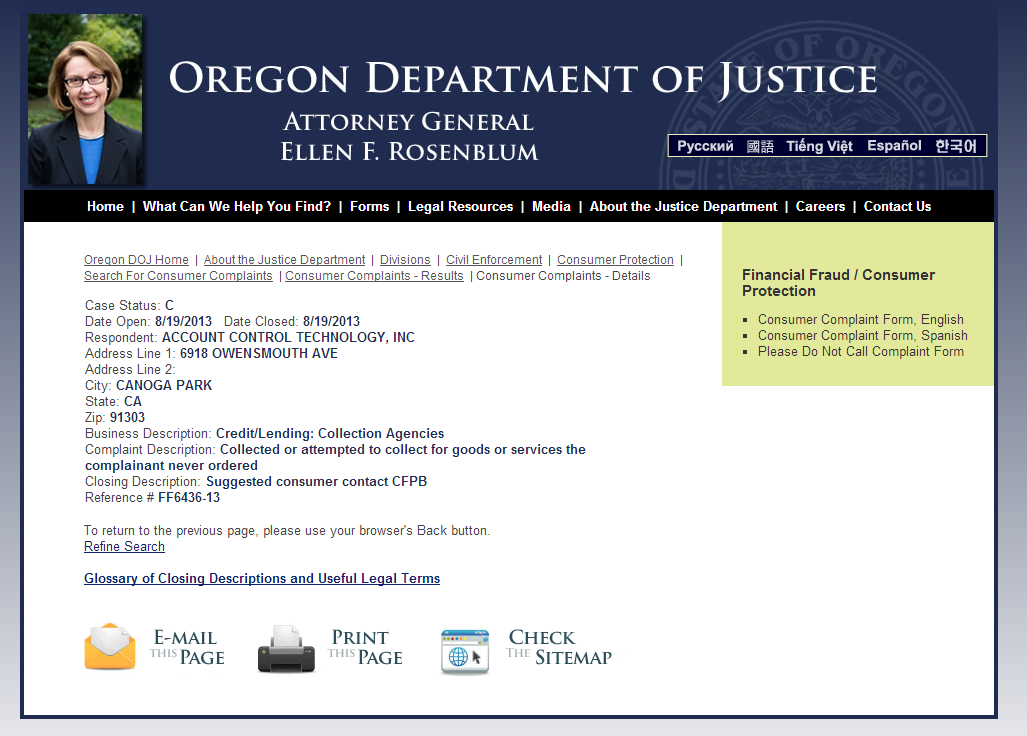 OREGON DEPARTMENT OF JUSTICE
ATTORNEY GENERAL
ELLEN F. ROSENBLUM
Русский 國語 Tiếng Việt Español 한국어
Home | What Can We Help You Find? | Forms | Legal Resources | Media | About the Justice Department | Careers | Contact Us
Oregon DOJ Home | About the Justice Department | Divisions | Civil Enforcement | Consumer Protection |
Search For Consumer Complaints | Consumer Complaints - Results | Consumer Complaints - Details
Case Status: C
Date Open: 8/19/2013 Date Closed: 8/19/2013
Respondent: ACCOUNT CONTROL TECHNOLOGY, INC
Address Line 1: 6918 OWENSMOUTH AVE
Address Line 2:
City: CANOGA PARK
State: CA
Zip: 91303
Business Description: Credit/Lending: Collection Agencies
Complaint Description: Collected or attempted to collect for goods or services the
complainant never ordered
Closing Description: Suggested consumer contact CFPB
Reference # FF6436-13
To return to the previous page, please use your browser's Back button.
Refine Search
Glossary of Closing Descriptions and Useful Legal Terms
E-MAIL THIS PAGE
PRINT THIS PAGE
CHECK THE SITEMAP
Financial Fraud / Consumer
Protection
Consumer Complaint Form, English
Consumer Complaint Form, Spanish
Please Do Not Call Complaint Form